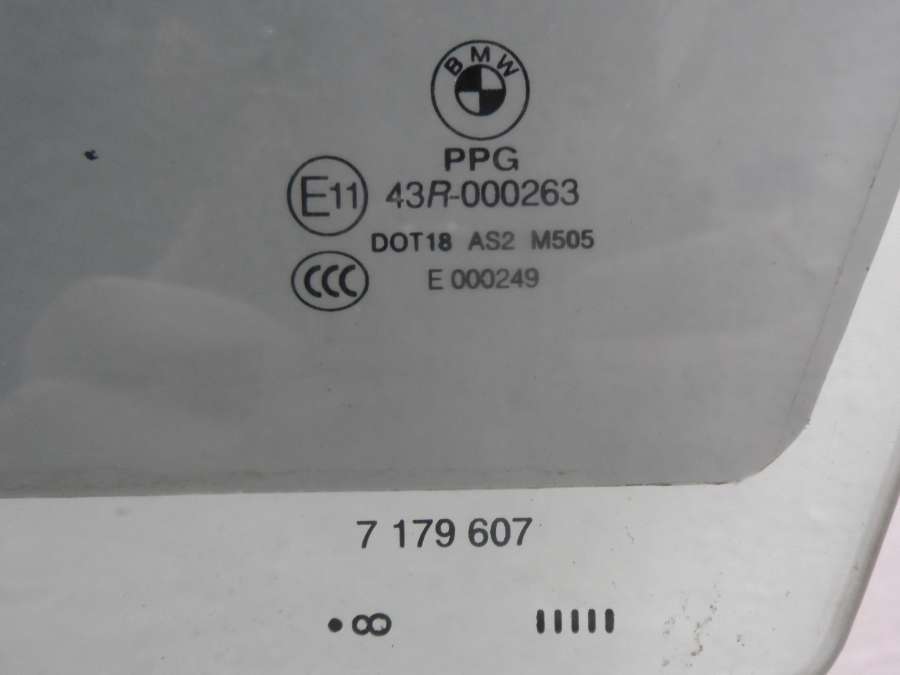 BMW
PPG
E11 43R-000263
DOT18 AS2 M505
CCC E 000249
7 179 607